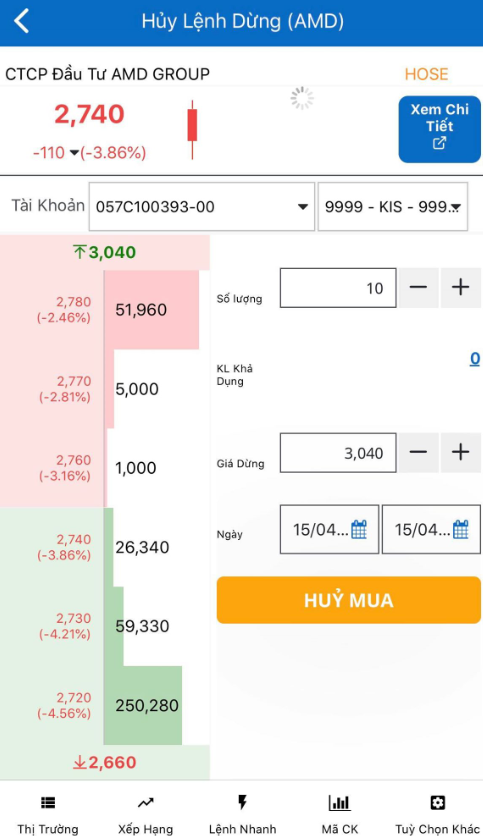 Hủy Lệnh Dừng (AMD)
CTCP Đầu Tư AMD GROUP
HOSE
2,740
-110 (-3.86%)
Xem Chi
Tiết
Tài Khoản
057C100393-00
9999 - KIS - 999...
3,040
2,780
(-2.46%)
51,960
2,770
(-2.81%)
5,000
2,760
(-3.16%)
1,000
2,740
(-3.86%)
26,340
2,730
(-4.21%)
59,330
2,720
(-4.56%)
250,280
2,660
Số lượng
10
KL Khả
Dụng
0
Giá Dừng
3,040
Ngày
15/04...
15/04...
HUỶ MUA
Thị Trường
Xếp Hạng
Lệnh Nhanh
Mã CK
Tuỳ Chọn Khác